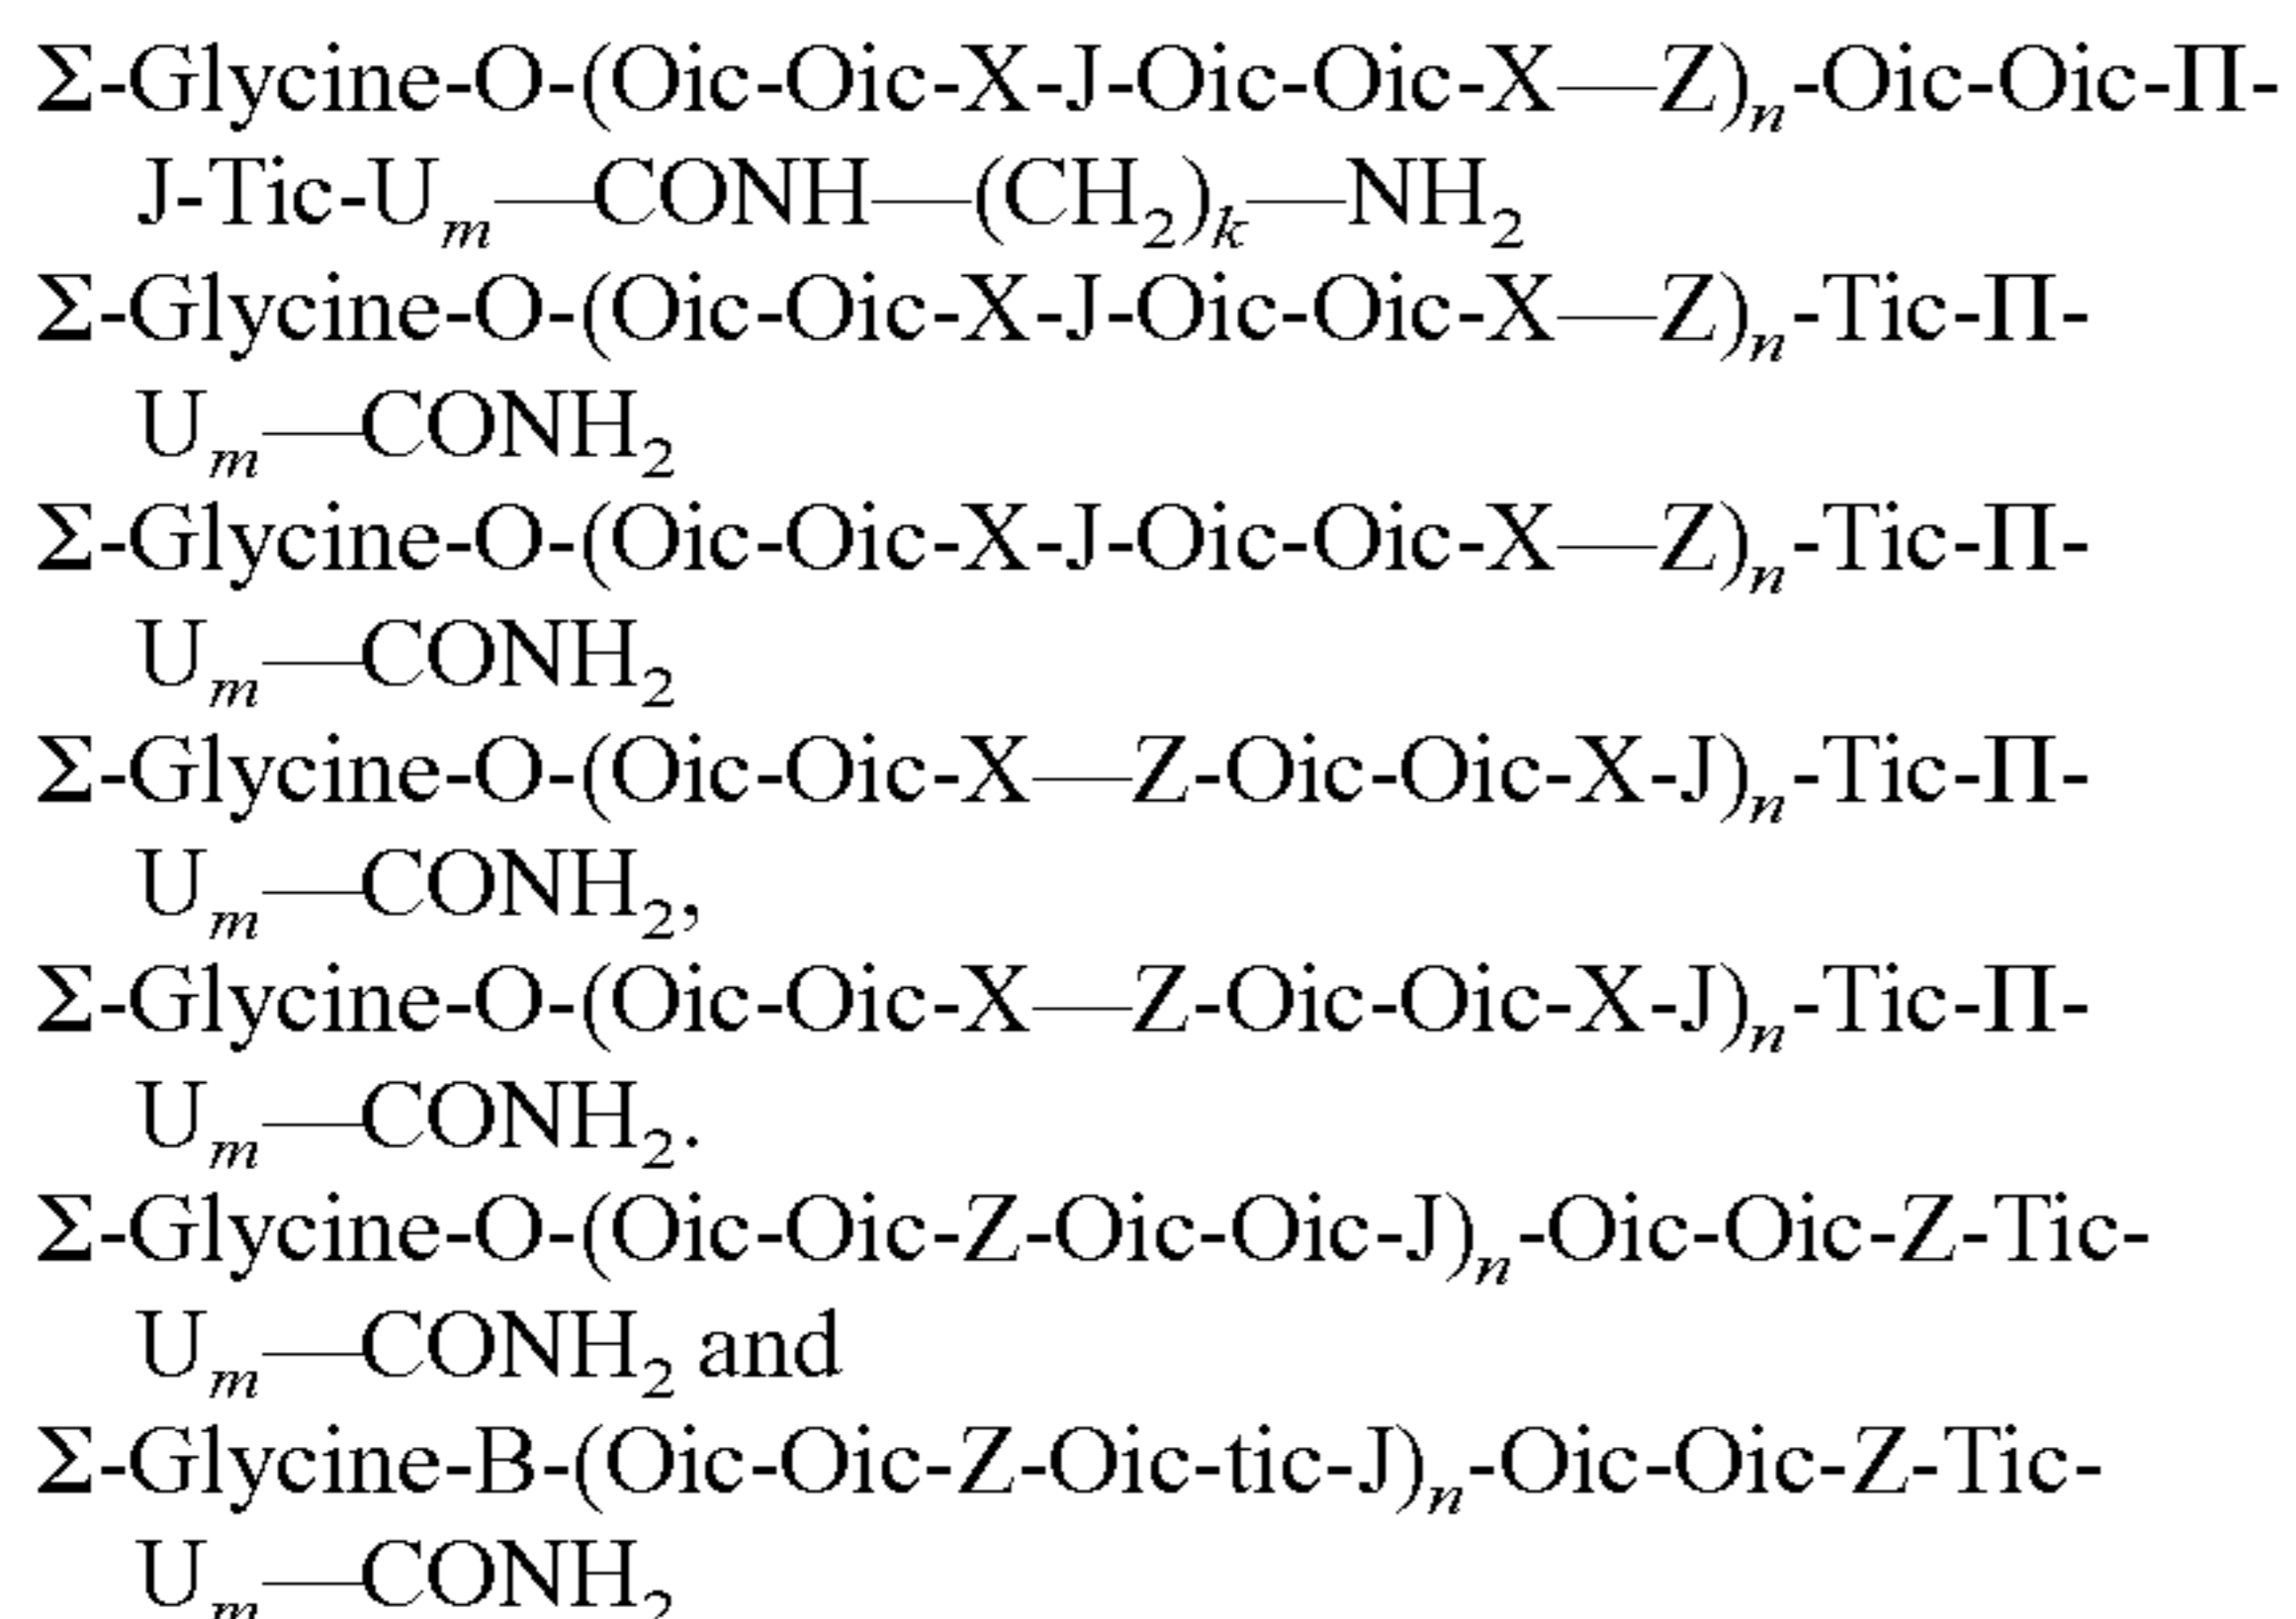 Σ-Glycine-O-(Oic-Oic-X-J-Oic-Oic-X—Z)n-Oic-Oic-Π-
J-Tic-Um—CONH—(CH2)k—NH2
Σ-Glycine-O-(Oic-Oic-X-J-Oic-Oic-X—Z)n-Tic-Π-
Um—CONH2
Σ-Glycine-O-(Oic-Oic-X-J-Oic-Oic-X—Z)n-Tic-Π-
Um—CONH2
Σ-Glycine-O-(Oic-Oic-X—Z-Oic-Oic-X-J)n-Tic-Π-
Um—CONH2,
Σ-Glycine-O-(Oic-Oic-X—Z-Oic-Oic-X-J)n-Tic-Π-
Um—CONH2.
Σ-Glycine-O-(Oic-Oic-Z-Oic-Oic-J)n-Oic-Oic-Z-Tic-
Um—CONH2 and
Σ-Glycine-B-(Oic-Oic-Z-Oic-tic-J)n-Oic-Oic-Z-Tic-
Um—CONH2